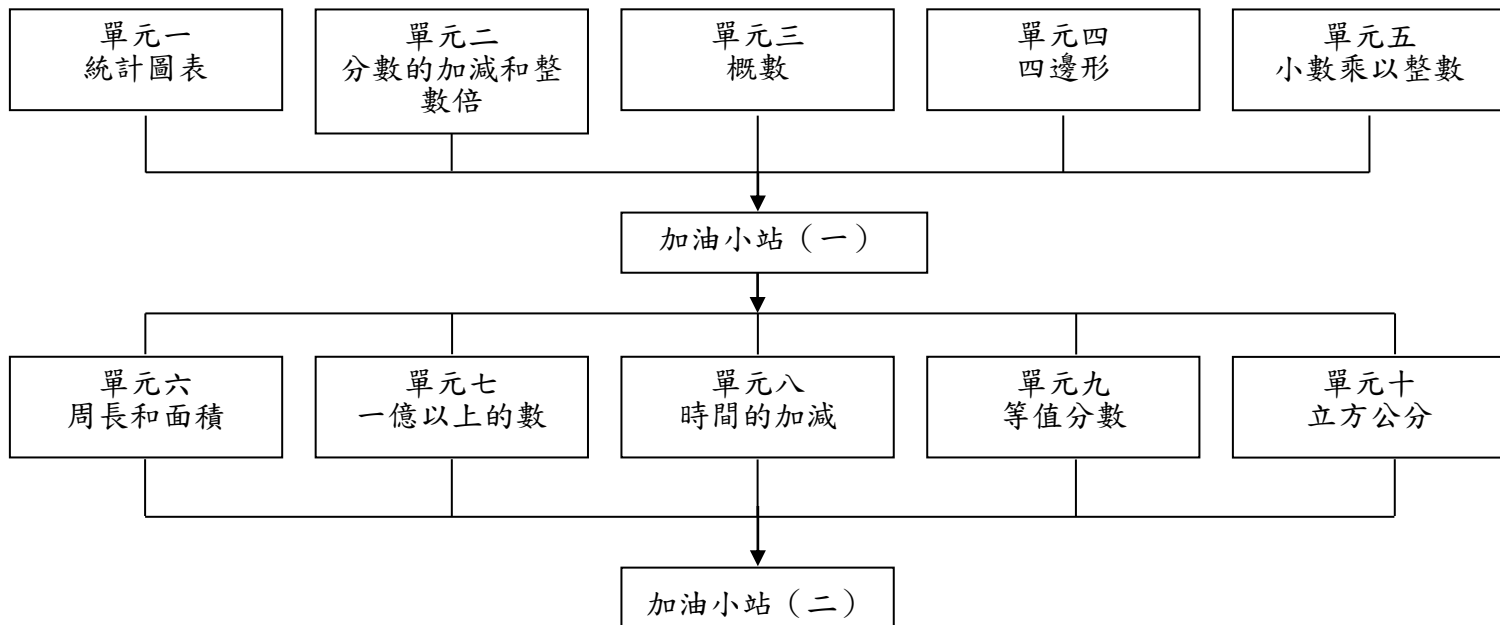 單元一
統計圖表
單元二
分數的加減和整
數倍
單元三
概數
單元四
四邊形
單元五
小數乘以整數
加油小站（一）
單元六
周長和面積
單元七
一億以上的數
單元八
時間的加減
單元九
等值分數
單元十
立方公分
加油小站（二）